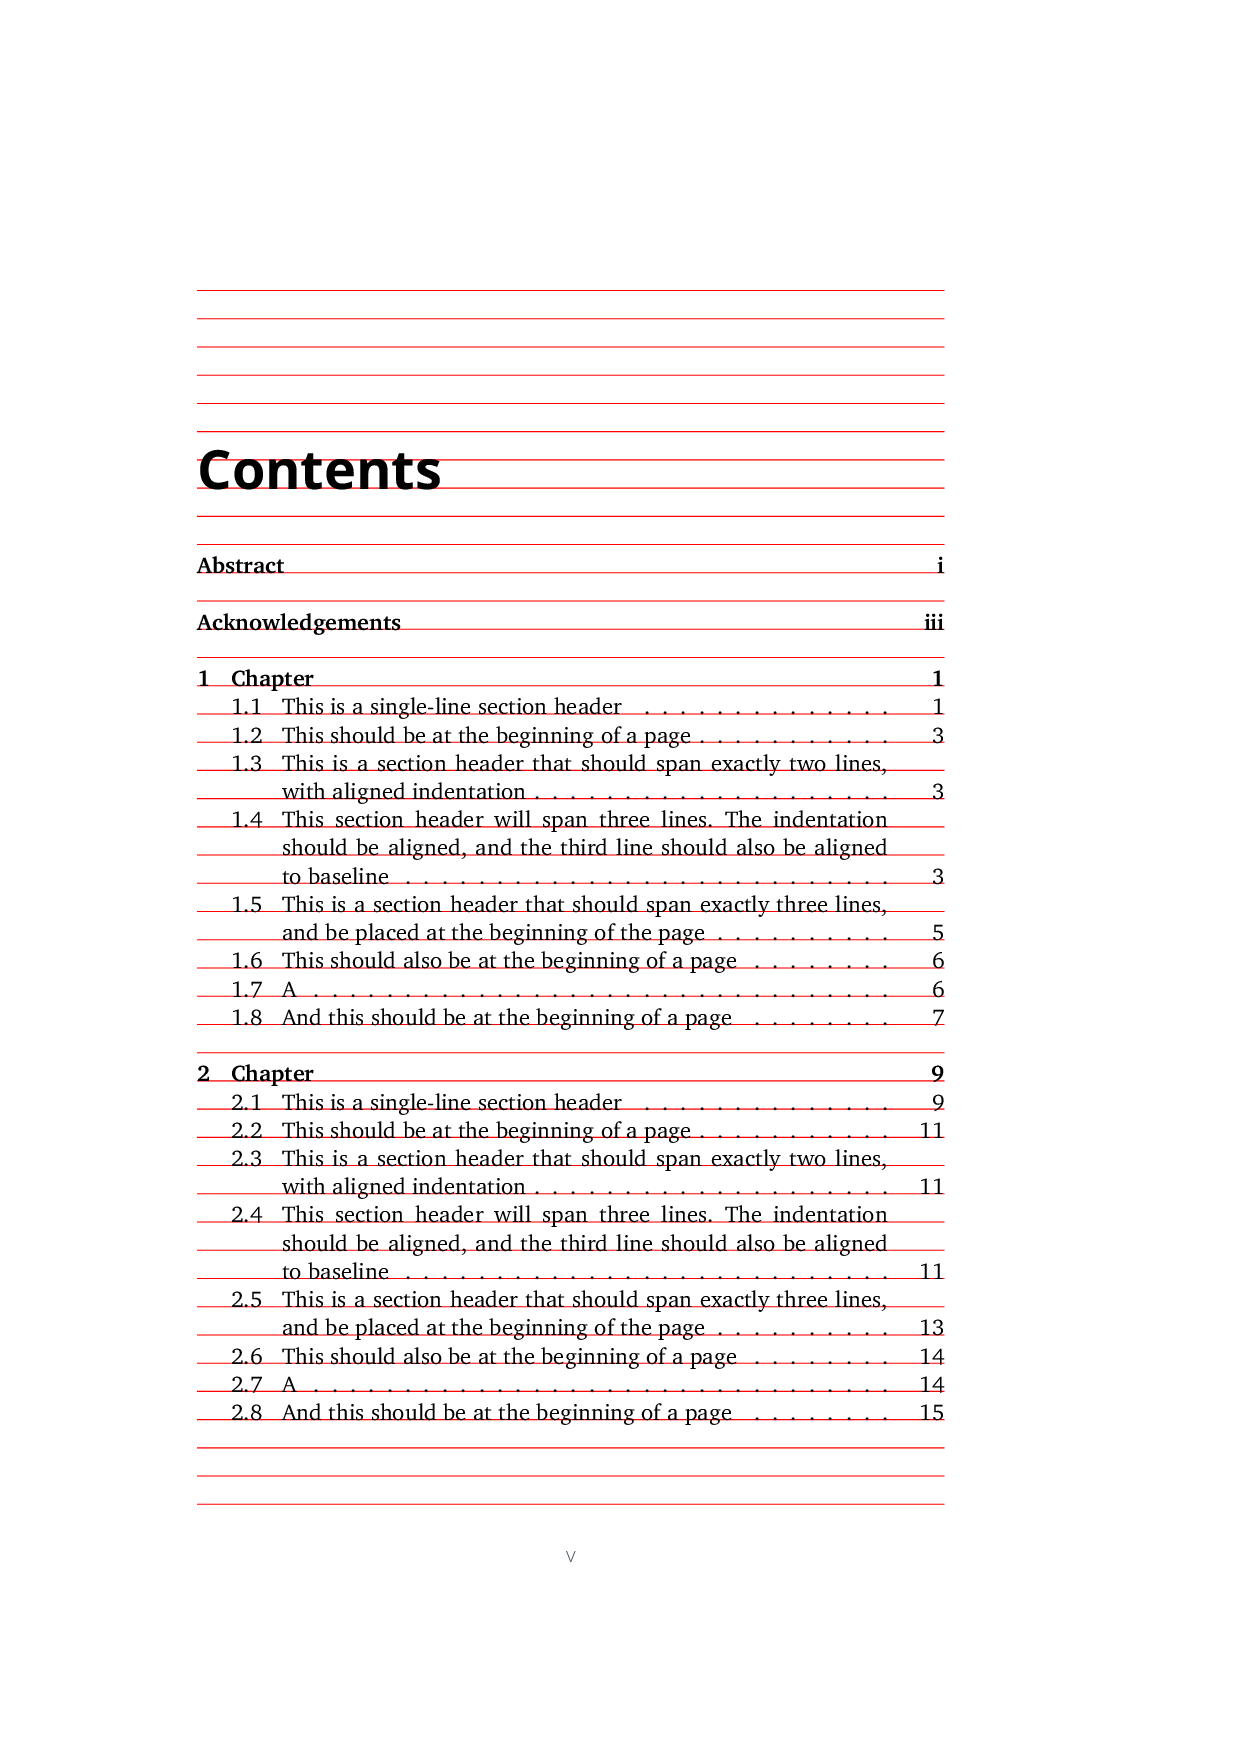 Contents
Abstract i
Acknowledgements iii
1 Chapter 1
1.1 This is a single-line section header . . . . . . . . . . . . . . 1
1.2 This should be at the beginning of a page . . . . . . . . . . . 3
1.3 This is a section header that should span exactly two lines,
with aligned indentation . . . . . . . . . . . . . . . . . . . . 3
1.4 This section header will span three lines. The indentation
should be aligned, and the third line should also be aligned
to baseline . . . . . . . . . . . . . . . . . . . . . . . . . . . 3
1.5 This is a section header that should span exactly three lines,
and be placed at the beginning of the page . . . . . . . . . . 5
1.6 This should also be at the beginning of a page . . . . . . . . 6
1.7 A . . . . . . . . . . . . . . . . . . . . . . . . . . . . . . . . 6
1.8 And this should be at the beginning of a page . . . . . . . . 7
2 Chapter 9
2.1 This is a single-line section header . . . . . . . . . . . . . . 9
2.2 This should be at the beginning of a page . . . . . . . . . . . 11
2.3 This is a section header that should span exactly two lines,
with aligned indentation . . . . . . . . . . . . . . . . . . . . 11
2.4 This section header will span three lines. The indentation
should be aligned, and the third line should also be aligned
to baseline . . . . . . . . . . . . . . . . . . . . . . . . . . . 11
2.5 This is a section header that should span exactly three lines,
and be placed at the beginning of the page . . . . . . . . . . 13
2.6 This should also be at the beginning of a page . . . . . . . . 14
2.7 A . . . . . . . . . . . . . . . . . . . . . . . . . . . . . . . . 14
2.8 And this should be at the beginning of a page . . . . . . . . 15
v